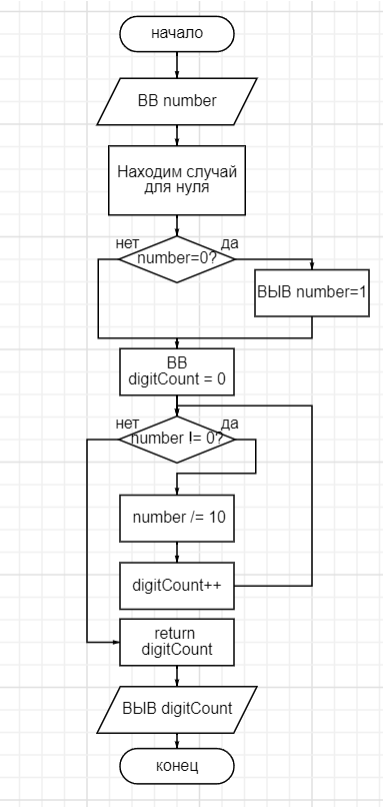 начало
ВВ number
Находим случай
для нуля
нет
да
number=0?
ВЫВ number=1
ВВ
digitCount = 0
нет
да
number != 0?
number /= 10
digitCount++
return
digitCount
ВЫВ digitCount
конец